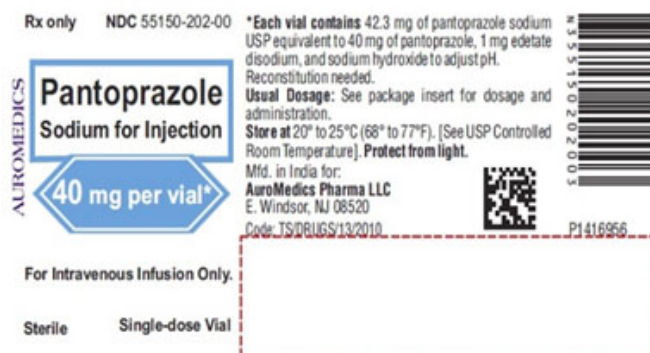 Rx only NDC 55150-202-00
AUROMEDICS
Pantoprazole
Sodium for Injection
40 mg per vial*
For Intravenous Infusion Only.
Sterile Single-dose Vial
*Each vial contains 42.3 mg of pantoprazole sodium
USP equivalent to 40 mg of pantoprazole, 1 mg edetate
disodium, and sodium hydroxide to adjust pH.
Reconstitution needed.
Usual Dosage: See package insert for dosage and
administration.
Store at 20° to 25°C (68° to 77°F). [See USP Controlled
Room Temperature]. Protect from light.
Mfd. in India for:
AuroMedics Pharma LLC
E. Windsor, NJ 08520
Code: TS/DRUGS/13/2010
N355150202003
P1416956